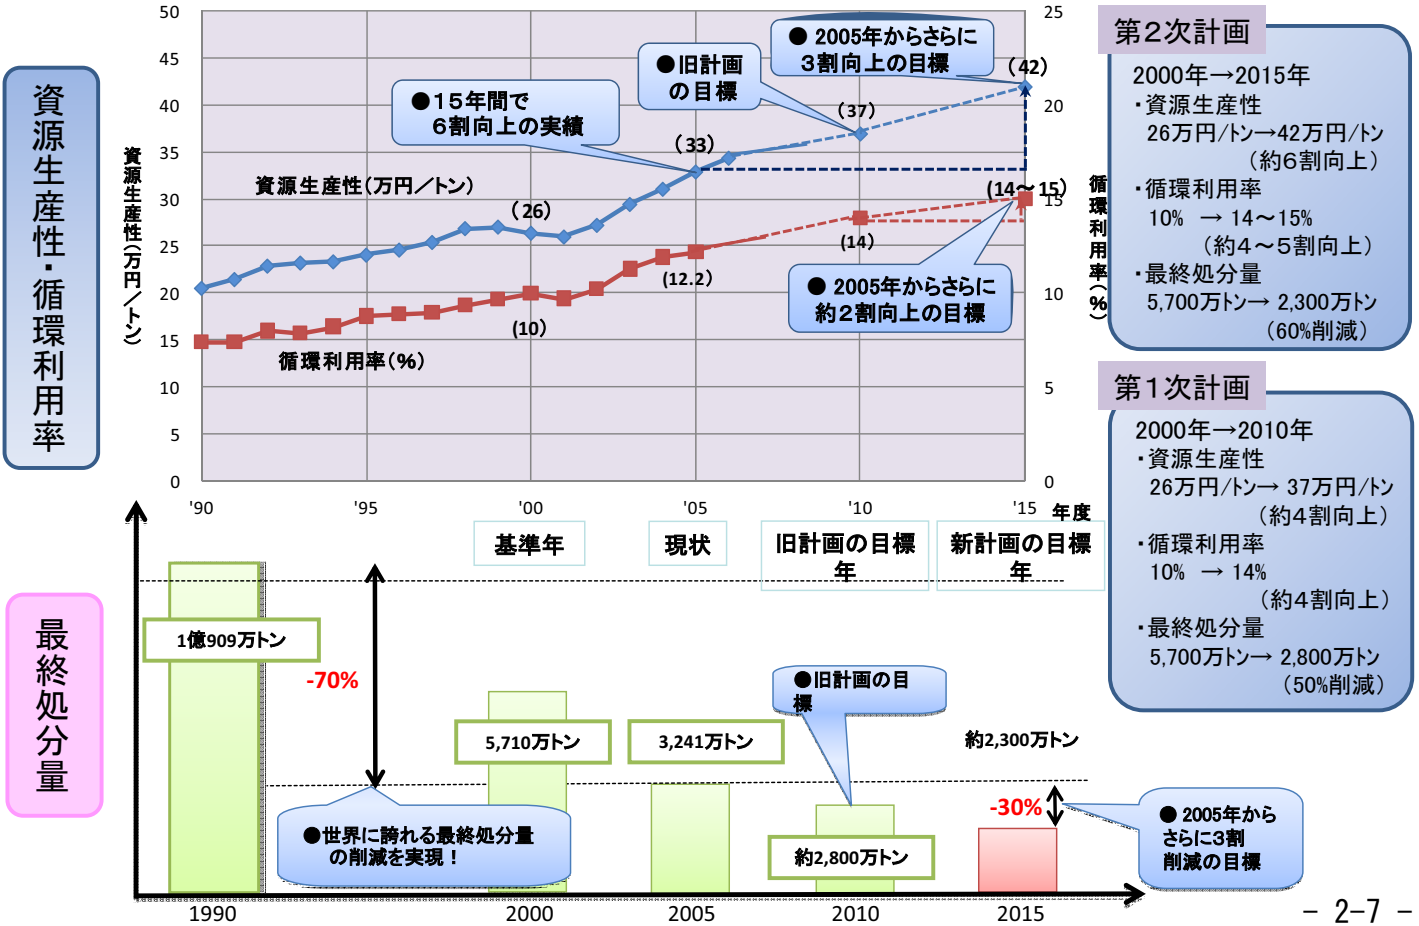 資源生産性・循環利用率
資源生産性(万円/トン)
50
45
40
35
30
25
20
15
10
5
0
25
20
15
10
5
0
循環利用率(%)
'90
'95
'00
'05
'10
'15
年度
● 2005年からさらに
３割向上の目標
●旧計画
の目標
●１５年間で
６割向上の実績
(42)
(37)
(33)
資源生産性(万円／トン)
(26)
(14～15)
(14)
(12.2)
(10)
循環利用率(%)
● 2005年からさらに
約２割向上の目標
基準年
現状
旧計画の目標
年
新計画の目標
年
第２次計画
2000年→2015年
・資源生産性
26万円/トン→42万円/トン
(約６割向上)
・循環利用率
10% → 14～15%
(約４～５割向上)
・最終処分量
5,700万トン→ 2,300万トン
(60%削減)
第１次計画
2000年→2010年
・資源生産性
26万円/トン→ 37万円/トン
(約４割向上)
・循環利用率
10% → 14%
(約４割向上)
・最終処分量
5,700万トン→ 2,800万トン
(50%削減)
最終処分量
1億909万トン
-70%
5,710万トン
3,241万トン
●旧計画の目
標
約2,800万トン
約2,300万トン
-30%
●世界に誇れる最終処分量
の削減を実現！
● 2005年から
さらに３割
削減の目標
1990
2000
2005
2010
2015
- 2-7 -